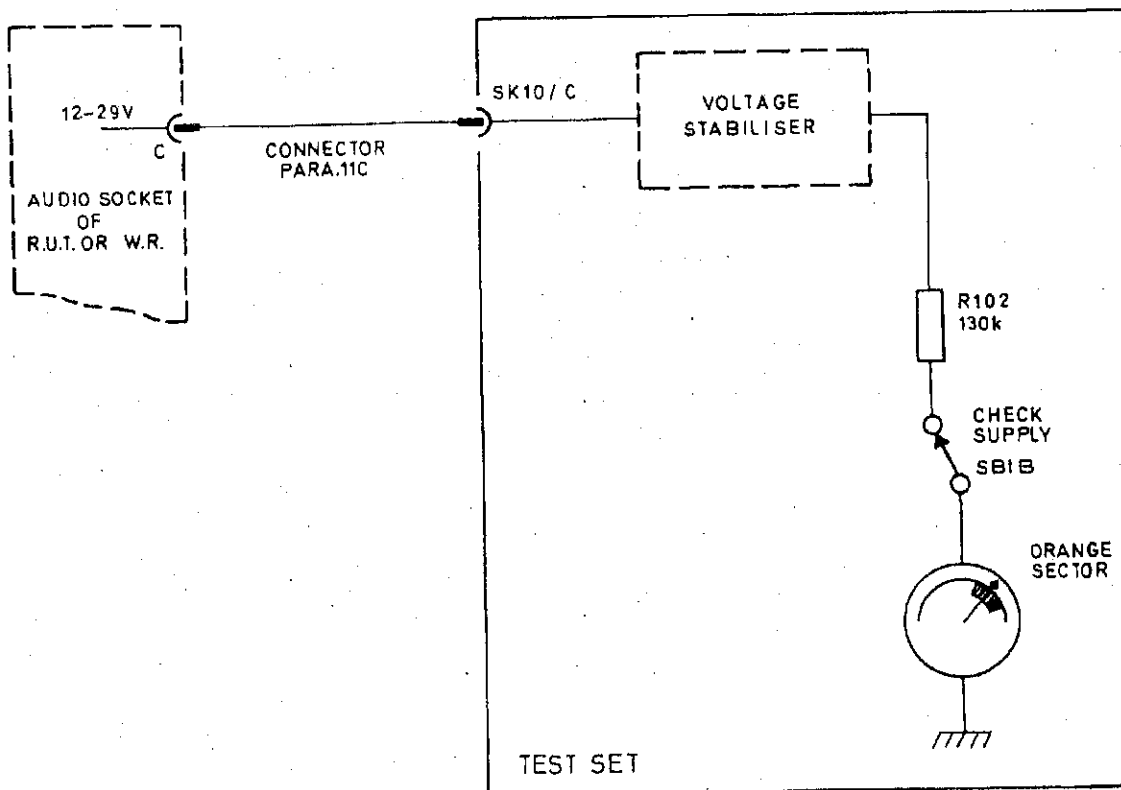 12-29V
C
AUDIO SOCKET
OF
R.U.T. OR W.R.
CONNECTOR
PARA.11C
SK10/C
VOLTAGE
STABILISER
R102
130k
CHECK
SUPPLY
SB1B
ORANGE
SECTOR
TEST SET